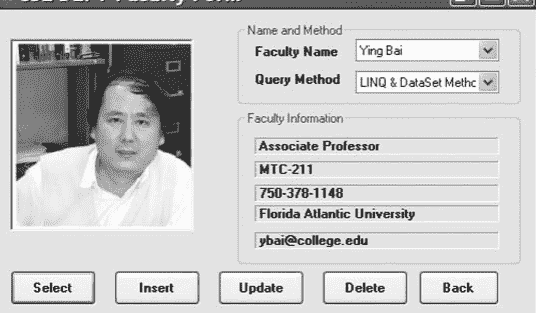 Name and Method
Faculty Name
Ying Bai
Query Method
LINQ & DataSet Methc
Faculty Information
Associate Professor
MTC-211
750-378-1148
Florida Atlantic University
ybai@college.edu
Select
Insert
Update
Delete
Back